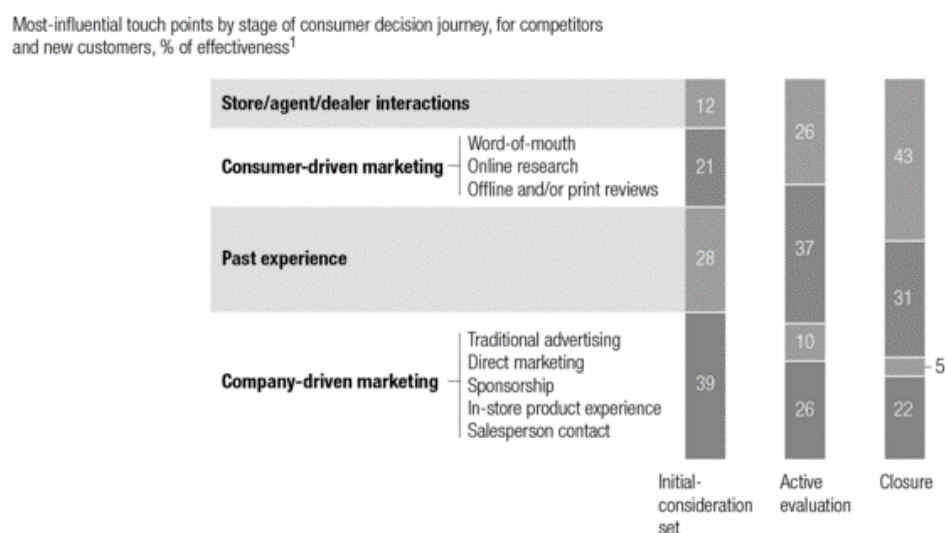 Most-influential touch points by stage of consumer decision journey, for competitors
and new customers, % of effectiveness1
Store/agent/dealer interactions
12
26
43
Consumer-driven marketing
Word-of-mouth
Online research
Offline and/or print reviews
21
37
31
Past experience
28
10
5
Company-driven marketing
Traditional advertising
Direct marketing
Sponsorship
In-store product experience
Salesperson contact
39
26
22
Initial-
consideration
set
Active
evaluation
Closure